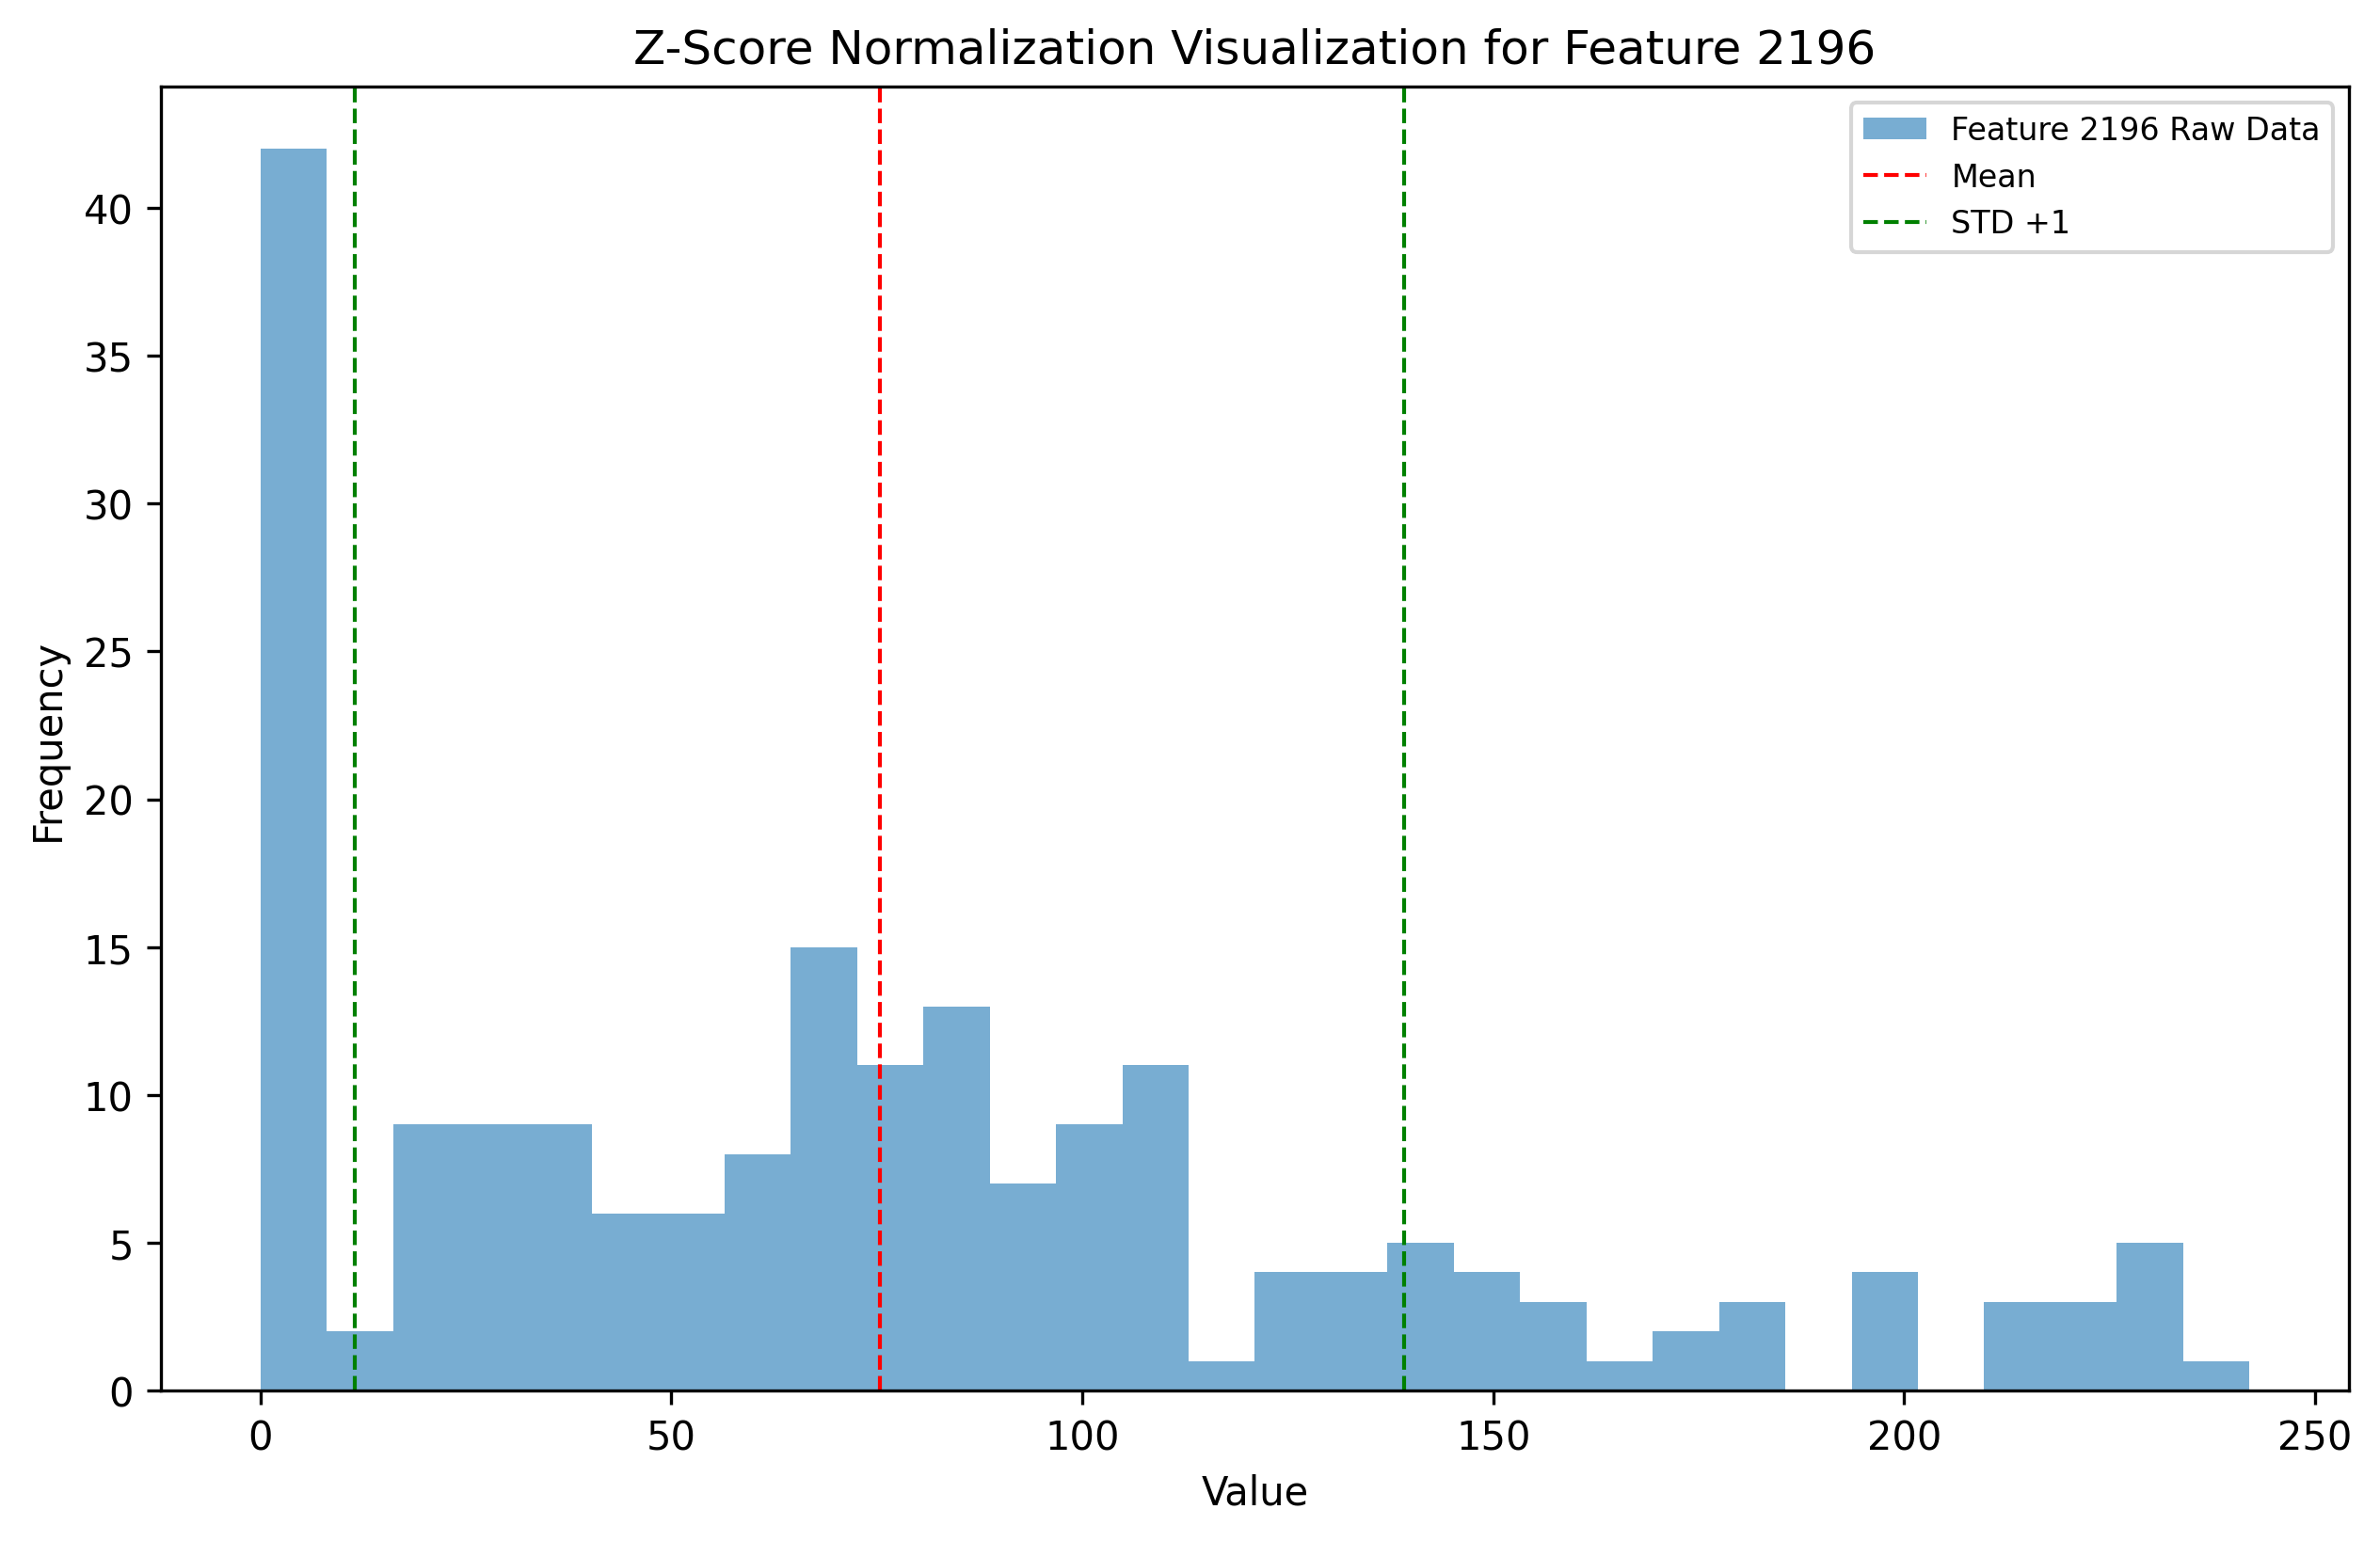 Z-Score Normalization Visualization for Feature 2196
Feature 2196 Raw Data
Mean
STD +1
Frequency
40
35
30
25
20
15
10
5
0
0 50 100 150 200 250
Value